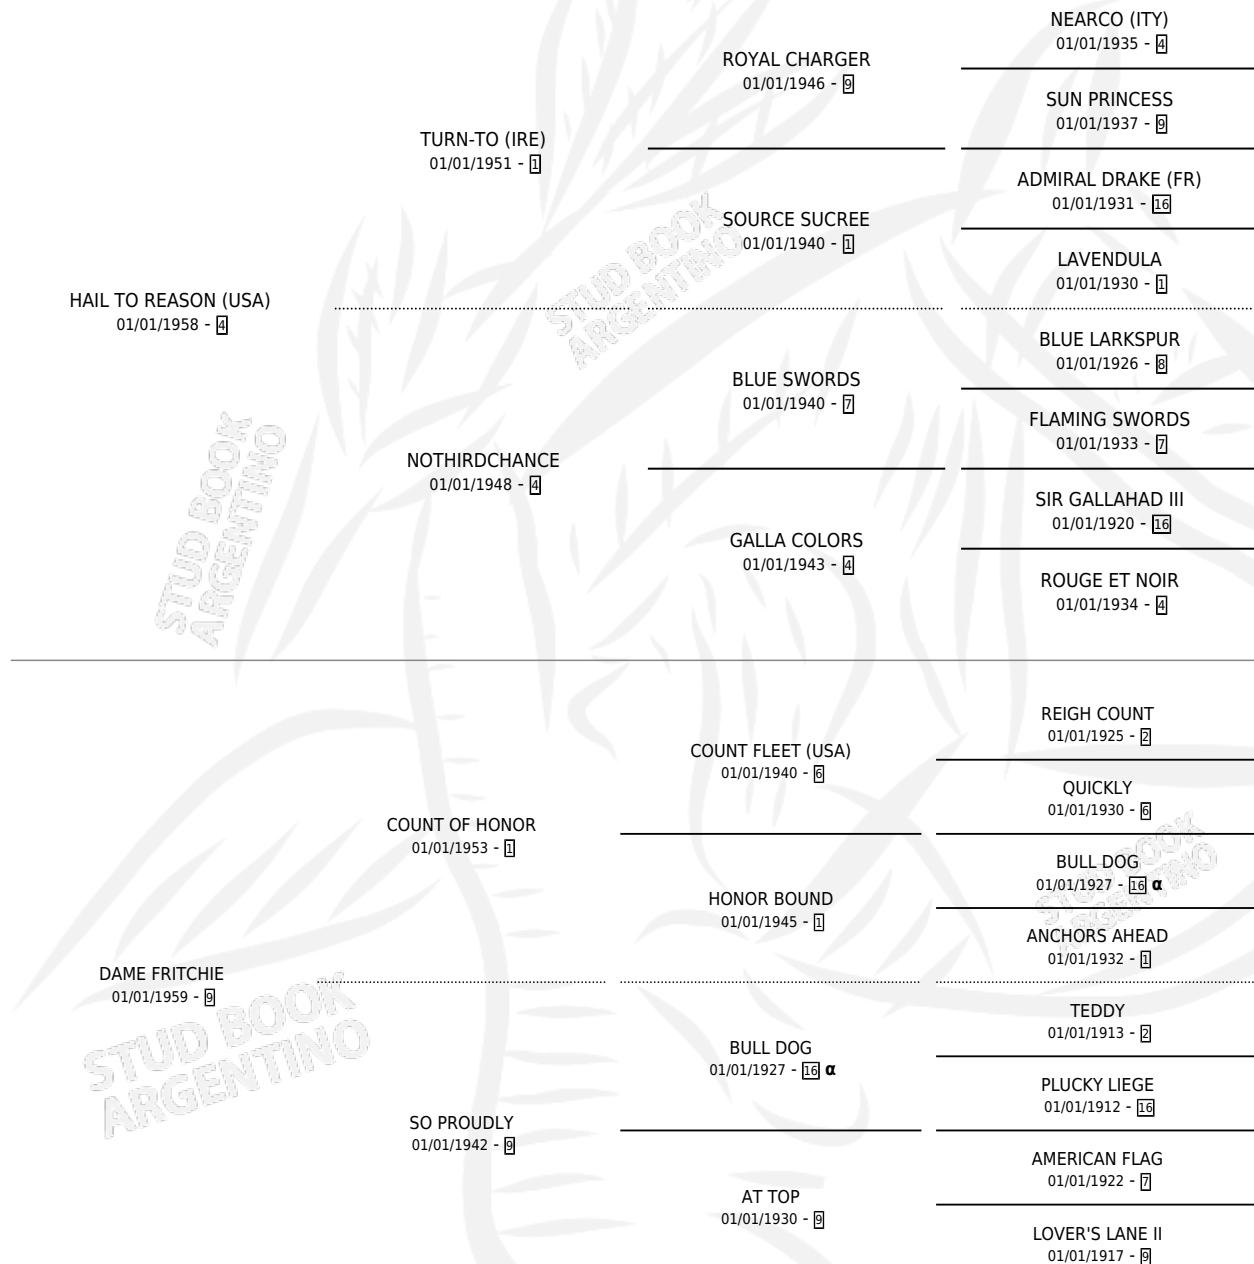 HAIL TO REASON (USA)
01/01/1958 - 4
TURN-TO (IRE)
01/01/1951 - 1
ROYAL CHARGER
01/01/1946 - 9
NEARCO (ITY)
01/01/1935 - 4
SUN PRINCESS
01/01/1937 - 9
SOURCE SUCREE
01/01/1940 - 1
ADMIRAL DRAKE (FR)
01/01/1931 - 16
LAVENDULA
01/01/1930 - 1
NOTHIRDCHANCE
01/01/1948 - 4
BLUE SWORDS
01/01/1940 - 7
BLUE LARKSPUR
01/01/1926 - 8
FLAMING SWORDS
01/01/1933 - 7
GALLA COLORS
01/01/1943 - 4
SIR GALLAHAD III
01/01/1920 - 16
ROUGE ET NOIR
01/01/1934 - 4
DAME FRITCHIE
01/01/1959 - 9
COUNT OF HONOR
01/01/1953 - 1
COUNT FLEET (USA)
01/01/1940 - 6
REIGH COUNT
01/01/1925 - 2
QUICKLY
01/01/1930 - 6
HONOR BOUND
01/01/1945 - 1
BULL DOG
01/01/1927 - 16 α
ANCHORS AHEAD
01/01/1932 - 1
SO PROUDLY
01/01/1942 - 9
BULL DOG
01/01/1927 - 16 α
TEDDY
01/01/1913 - 2
PLUCKY LIEGE
01/01/1912 - 16
AT TOP
01/01/1930 - 9
AMERICAN FLAG
01/01/1922 - 7
LOVER'S LANE II
01/01/1917 - 9
STUD BOOK
ARGENTINO
STUD BOOK
ARGENTINO
STUD BOOK
ARGENTINO
STUD BOOK
ARGENTINO